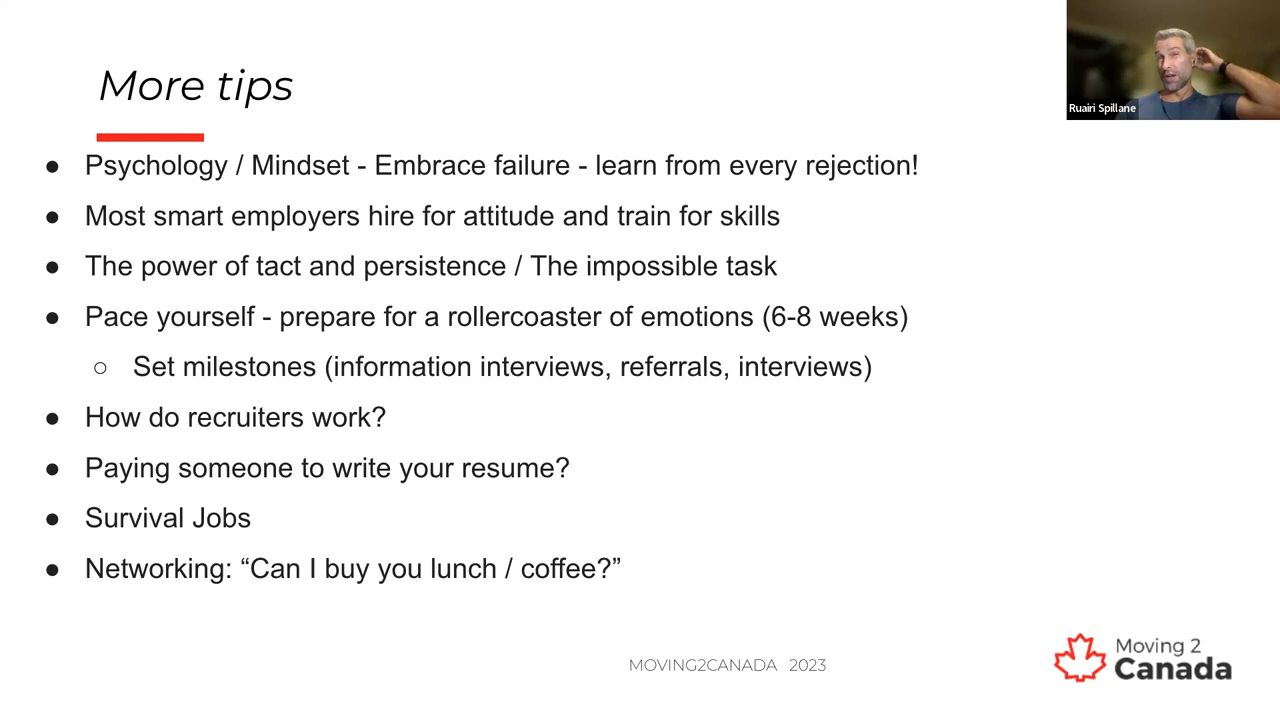 More tips
Ruairi Spillane
● Psychology / Mindset - Embrace failure - learn from every rejection!
● Most smart employers hire for attitude and train for skills
● The power of tact and persistence / The impossible task
● Pace yourself - prepare for a rollercoaster of emotions (6-8 weeks)
○ Set milestones (information interviews, referrals, interviews)
● How do recruiters work?
● Paying someone to write your resume?
● Survival Jobs
● Networking: “Can I buy you lunch / coffee?”
MOVING2CANADA 2023
Moving 2
Canada